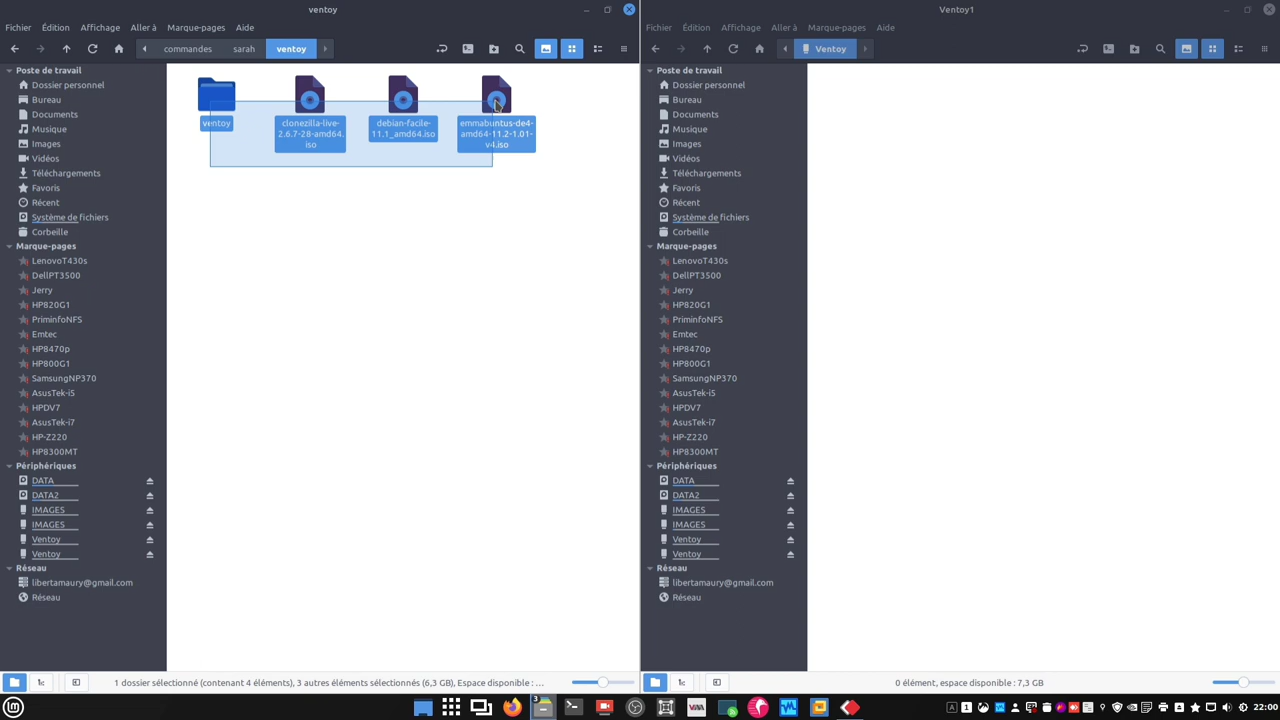 ventoy
Fichier Édition Affichage Aller à Marque-pages Aide
commandes sarah ventoy
Poste de travail
Dossier personnel
Bureau
Documents
Musique
Images
Vidéos
Téléchargements
Favoris
Récent
Système de fichiers
Corbeille
Marque-pages
LenovoT430s
DellPT3500
Jerry
HP820G1
PriminfoNFS
Emtec
HP8470p
HP800G1
SamsungNP370
AsusTek-i5
HPDV7
AsusTek-i7
HP-Z220
HP8300MT
Périphériques
DATA
DATA2
IMAGES
IMAGES
Ventoy
Ventoy
Réseau
libertamaury@gmail.com
Réseau
ventoy
clonezilla-live-
2.6.7-28-amd64.
iso
debian-facile-
11.1_amd64.iso
emmabuntus-de4-
amd64-11.2-1.01-
v4.iso
1 dossier sélectionné (contenant 4 éléments), 3 autres éléments sélectionnés (6,3 GB), Espace disponible : ...
Ventoy1
Fichier Édition Affichage Aller à Marque-pages Aide
Ventoy
Poste de travail
Dossier personnel
Bureau
Documents
Musique
Images
Vidéos
Téléchargements
Favoris
Récent
Système de fichiers
Corbeille
Marque-pages
LenovoT430s
DellPT3500
Jerry
HP820G1
PriminfoNFS
Emtec
HP8470p
HP800G1
SamsungNP370
AsusTek-i5
HPDV7
AsusTek-i7
HP-Z220
HP8300MT
Périphériques
DATA
DATA2
IMAGES
IMAGES
Ventoy
Ventoy
Réseau
libertamaury@gmail.com
Réseau
0 élément, espace disponible : 7,3 GB
3
A 1 22:00